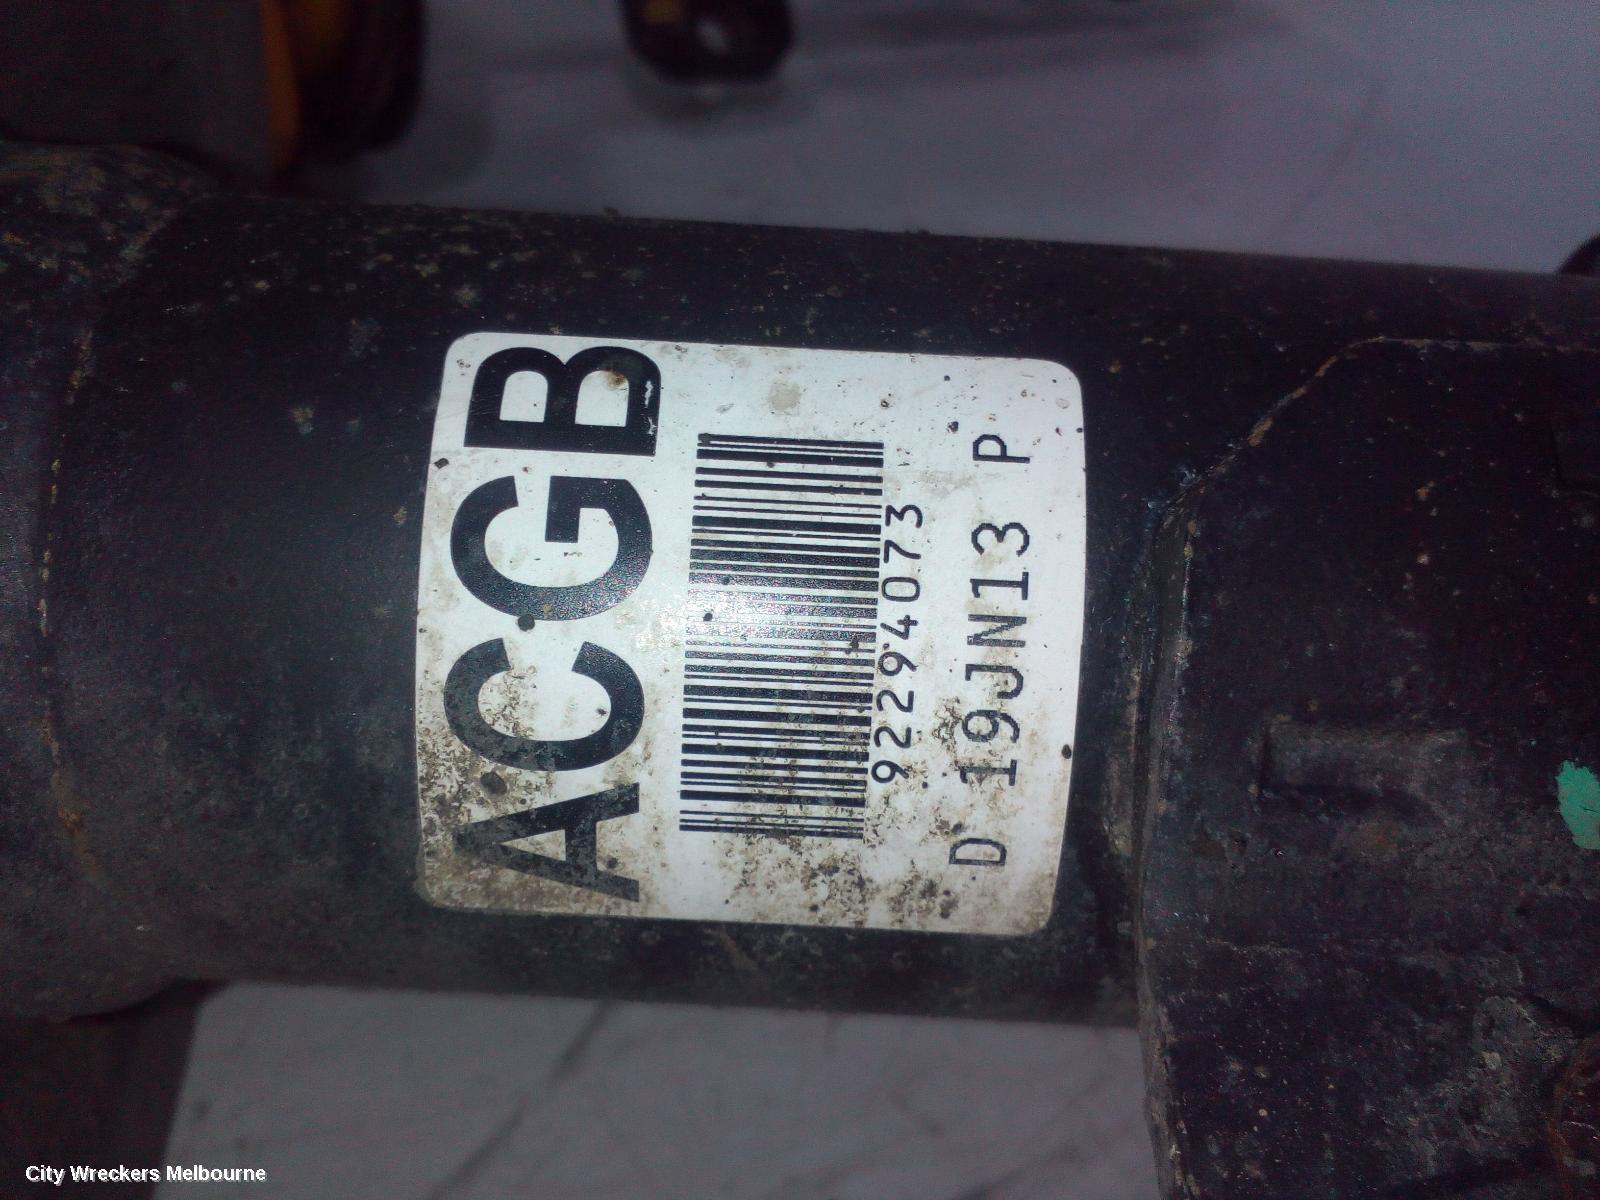 ACGB
92294073
D 19JN13 P
City Wreckers Melbourne